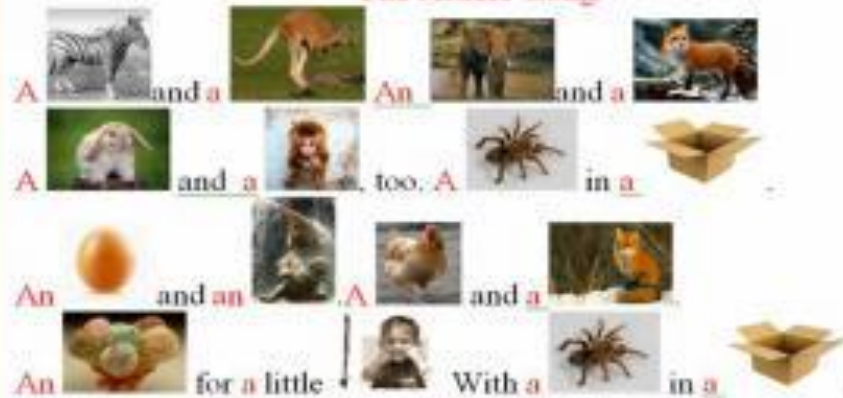 A and a An and a
A and a , too. A in a .
An and an . A and a .
An for a little With a in a